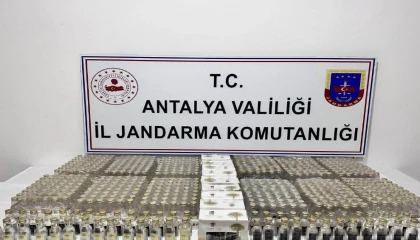 T.C.
ANTALYA VALİLİĞİ
İL JANDARMA KOMUTANLIĞI